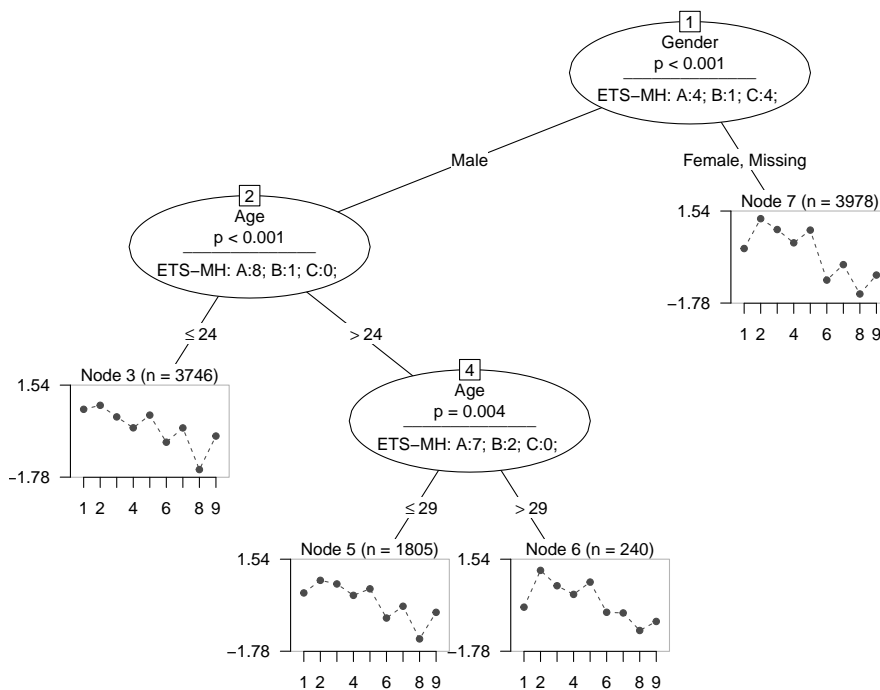 1
Gender
p < 0.001
ETS−MH: A:4; B:1; C:4;
Male
Female, Missing
2
Age
p < 0.001
ETS−MH: A:8; B:1; C:0;
Node 7 (n = 3978)
1.54
−1.78
1 2 4 6 8 9
≤ 24
> 24
Node 3 (n = 3746)
1.54
−1.78
1 2 4 6 8 9
4
Age
p = 0.004
ETS−MH: A:7; B:2; C:0;
≤ 29
> 29
Node 5 (n = 1805)
1.54
−1.78
1 2 4 6 8 9
Node 6 (n = 240)
1.54
−1.78
1 2 4 6 8 9